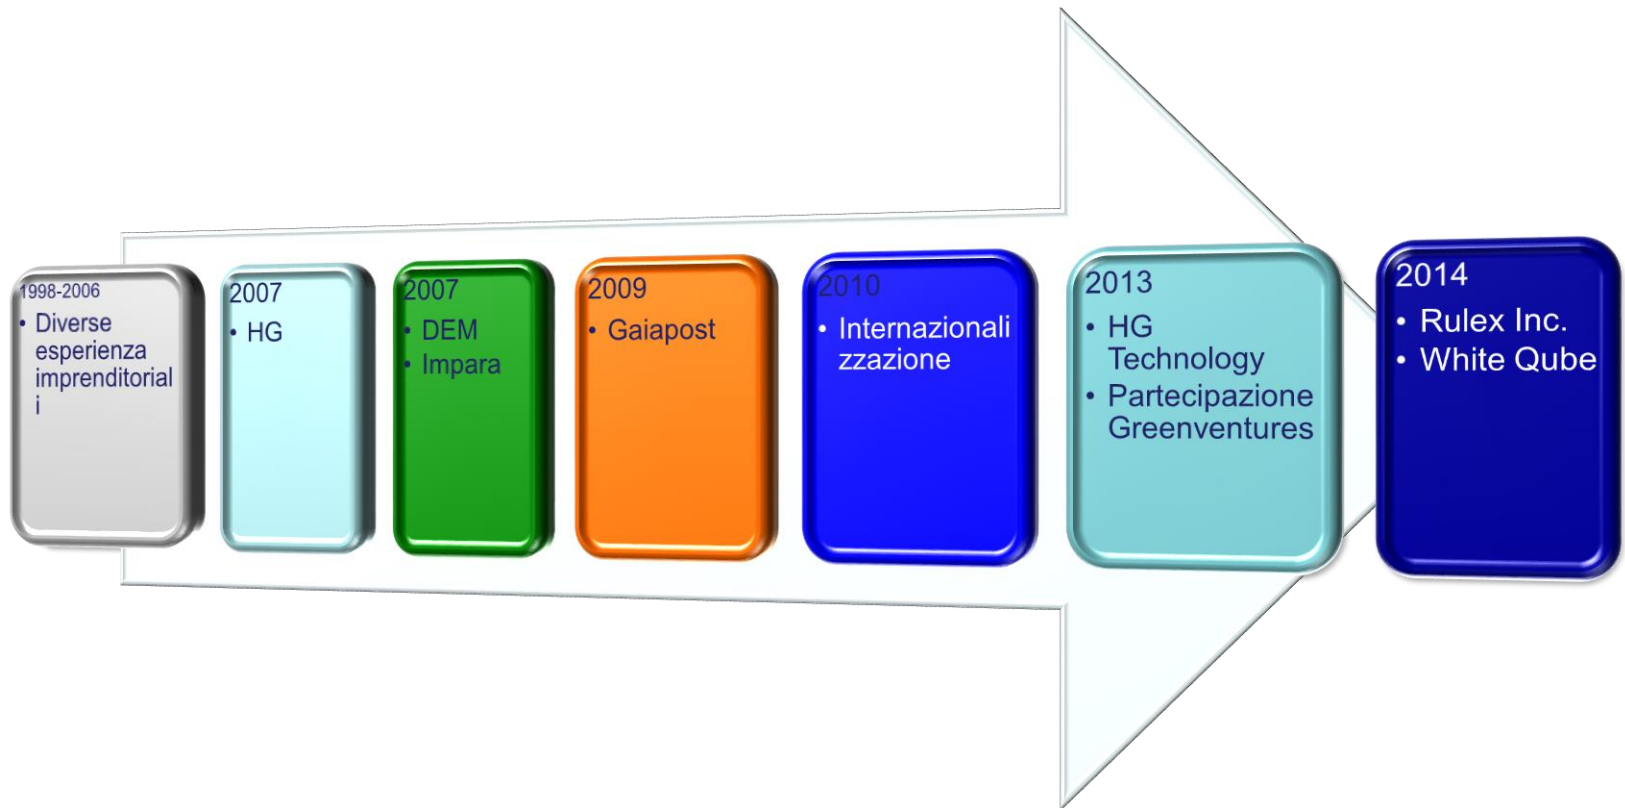 1998-2006
• Diverse
esperienza
imprenditorial
i
2007
• HG
2007
• DEM
• Impara
2009
• Gaiapost
2010
• Internazionali
zzazione
2013
• HG
Technology
• Partecipazione
Greenventures
2014
• Rulex Inc.
• White Qube